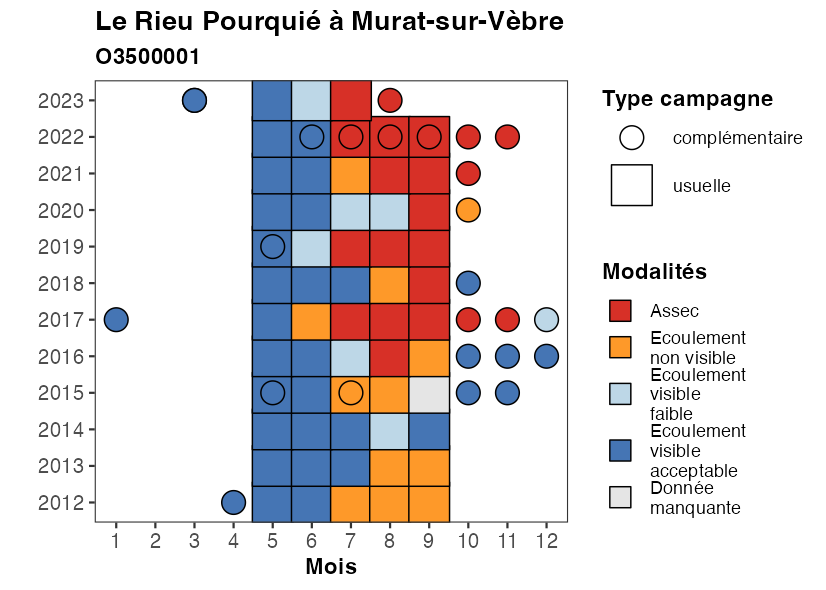 Le Rieu Pourquié à Murat-sur-Vèbre
O3500001
2023
2022
2021
2020
2019
2018
2017
2016
2015
2014
2013
2012
1 2 3 4 5 6 7 8 9 10 11 12
Mois
Type campagne
complémentaire
usuelle
Modalités
Assec
Ecoulement
non visible
Ecoulement
visible
faible
Ecoulement
visible
acceptable
Donnée
manquante